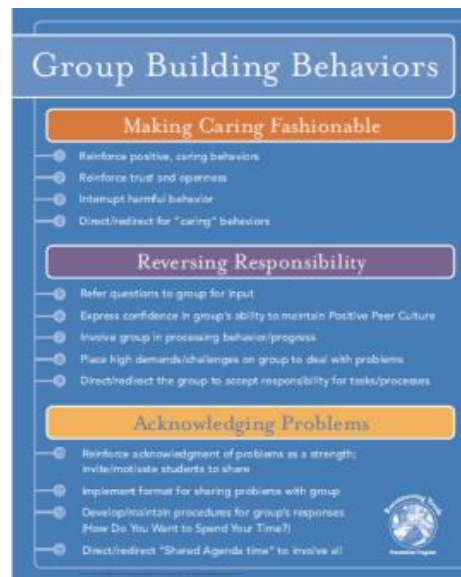 Group Building Behaviors
Making Caring Fashionable
1 Reinforce positive, caring behaviors
2 Reinforce trust and openness
3 Interrupt harmful behavior
4 Direct/redirect for "caring" behaviors
Reversing Responsibility
Refer questions to group for input
Express confidence in group's ability to maintain Positive Peer Culture
Involve group in processing behavior/progress
Place high demands/challenges on group to deal with problems
Direct/redirect the group to accept responsibility for tasks/processes
Acknowledging Problems
Reinforce acknowledgment of problems as a strength;
invite/motivate students to share
Implement format for sharing problems with group
Develop/maintain procedures for group's responses
(How Do You Want to Spend Your Time?)
Direct/redirect "Shared Agenda time" to involve all